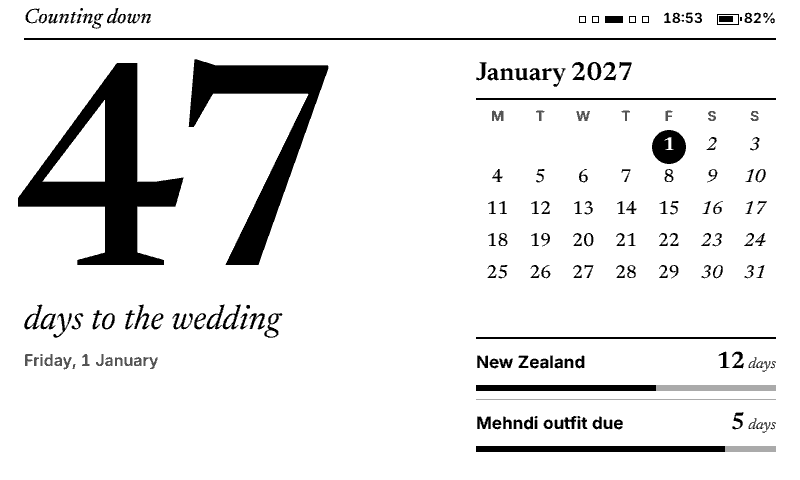 Counting down
18:53 82%
47
days to the wedding
Friday, 1 January
January 2027
M T W T F S S
1 2 3
4 5 6 7 8 9 10
11 12 13 14 15 16 17
18 19 20 21 22 23 24
25 26 27 28 29 30 31
New Zealand 12 days
Mehndi outfit due 5 days